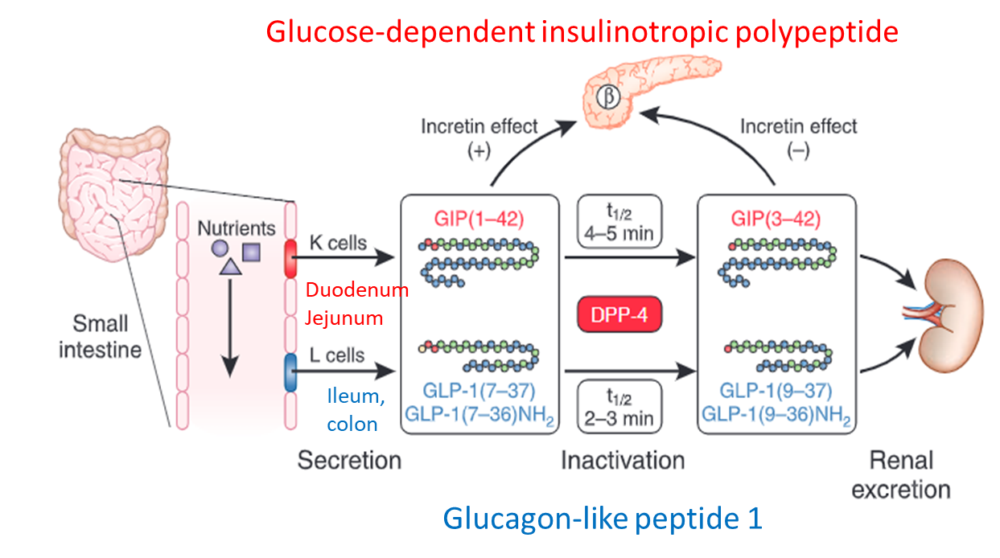 Glucose-dependent insulinotropic polypeptide
β
Incretin effect
(+)
Incretin effect
(–)
Nutrients
Small
intestine
K cells
Duodenum
Jejunum
L cells
Ileum,
colon
GIP(1–42)
GLP-1(7–37)
GLP-1(7–36)NH₂
t₁/₂
4–5 min
DPP-4
t₁/₂
2–3 min
GIP(3–42)
GLP-1(9–37)
GLP-1(9–36)NH₂
Secretion
Inactivation
Renal
excretion
Glucagon-like peptide 1